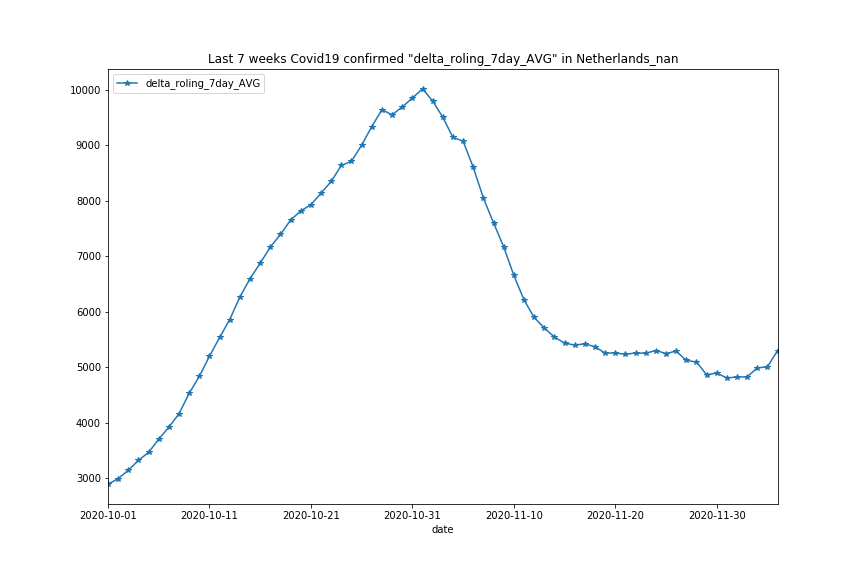 Last 7 weeks Covid19 confirmed "delta_roling_7day_AVG" in Netherlands_nan
delta_roling_7day_AVG
10000
9000
8000
7000
6000
5000
4000
3000
2020-10-01 2020-10-11 2020-10-21 2020-10-31 2020-11-10 2020-11-20 2020-11-30
date